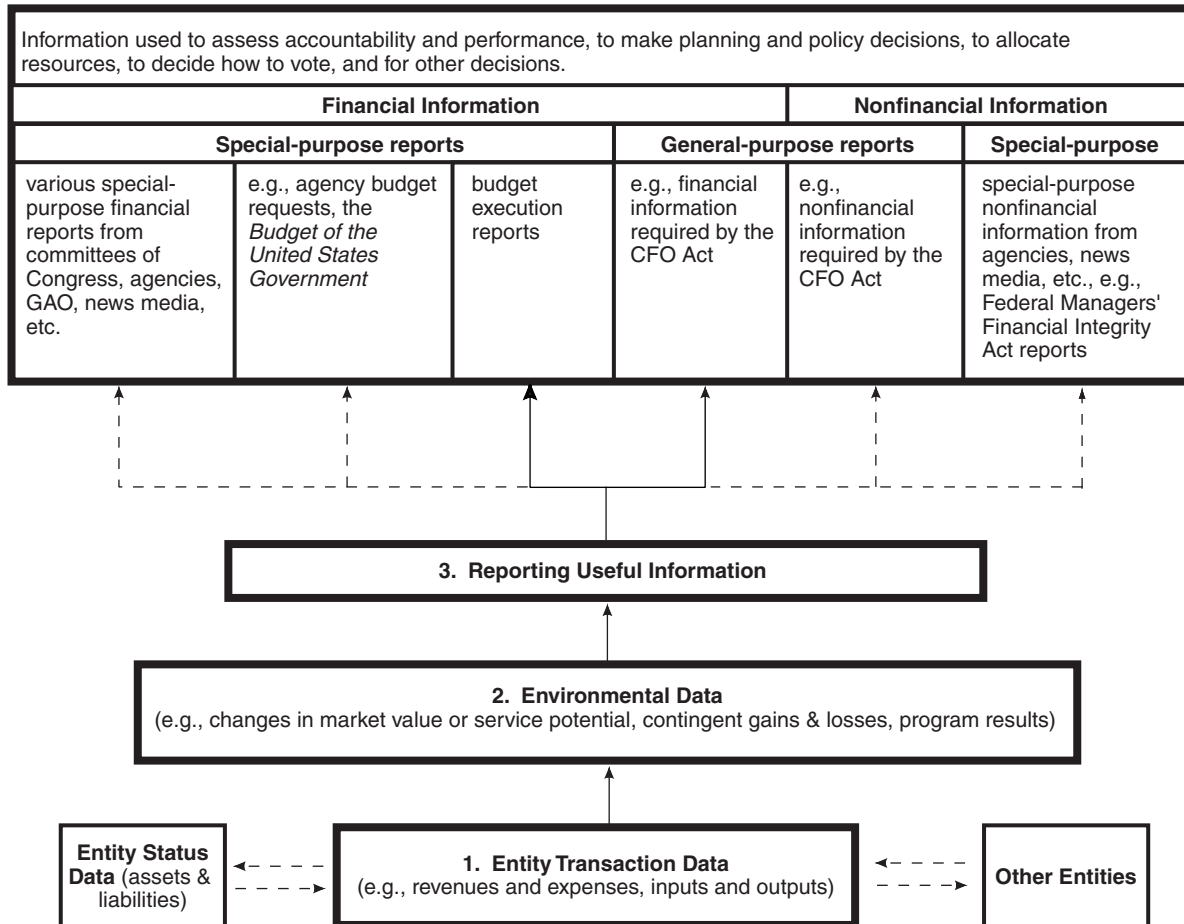 Information used to assess accountability and performance, to make planning and policy decisions, to allocate
resources, to decide how to vote, and for other decisions.
Financial Information
Nonfinancial Information
Special-purpose reports
General-purpose reports
Special-purpose
various special-
purpose financial
reports from
committees of
Congress, agencies,
GAO, news media,
etc.
e.g., agency budget
requests, the
Budget of the
United States
Government
budget
execution
reports
e.g., financial
information
required by the
CFO Act
e.g.,
nonfinancial
information
required by the
CFO Act
special-purpose
nonfinancial
information from
agencies, news
media, etc., e.g.,
Federal Managers'
Financial Integrity
Act reports
3. Reporting Useful Information
2. Environmental Data
(e.g., changes in market value or service potential, contingent gains & losses, program results)
Entity Status
Data (assets &
liabilities)
1. Entity Transaction Data
(e.g., revenues and expenses, inputs and outputs)
Other Entities